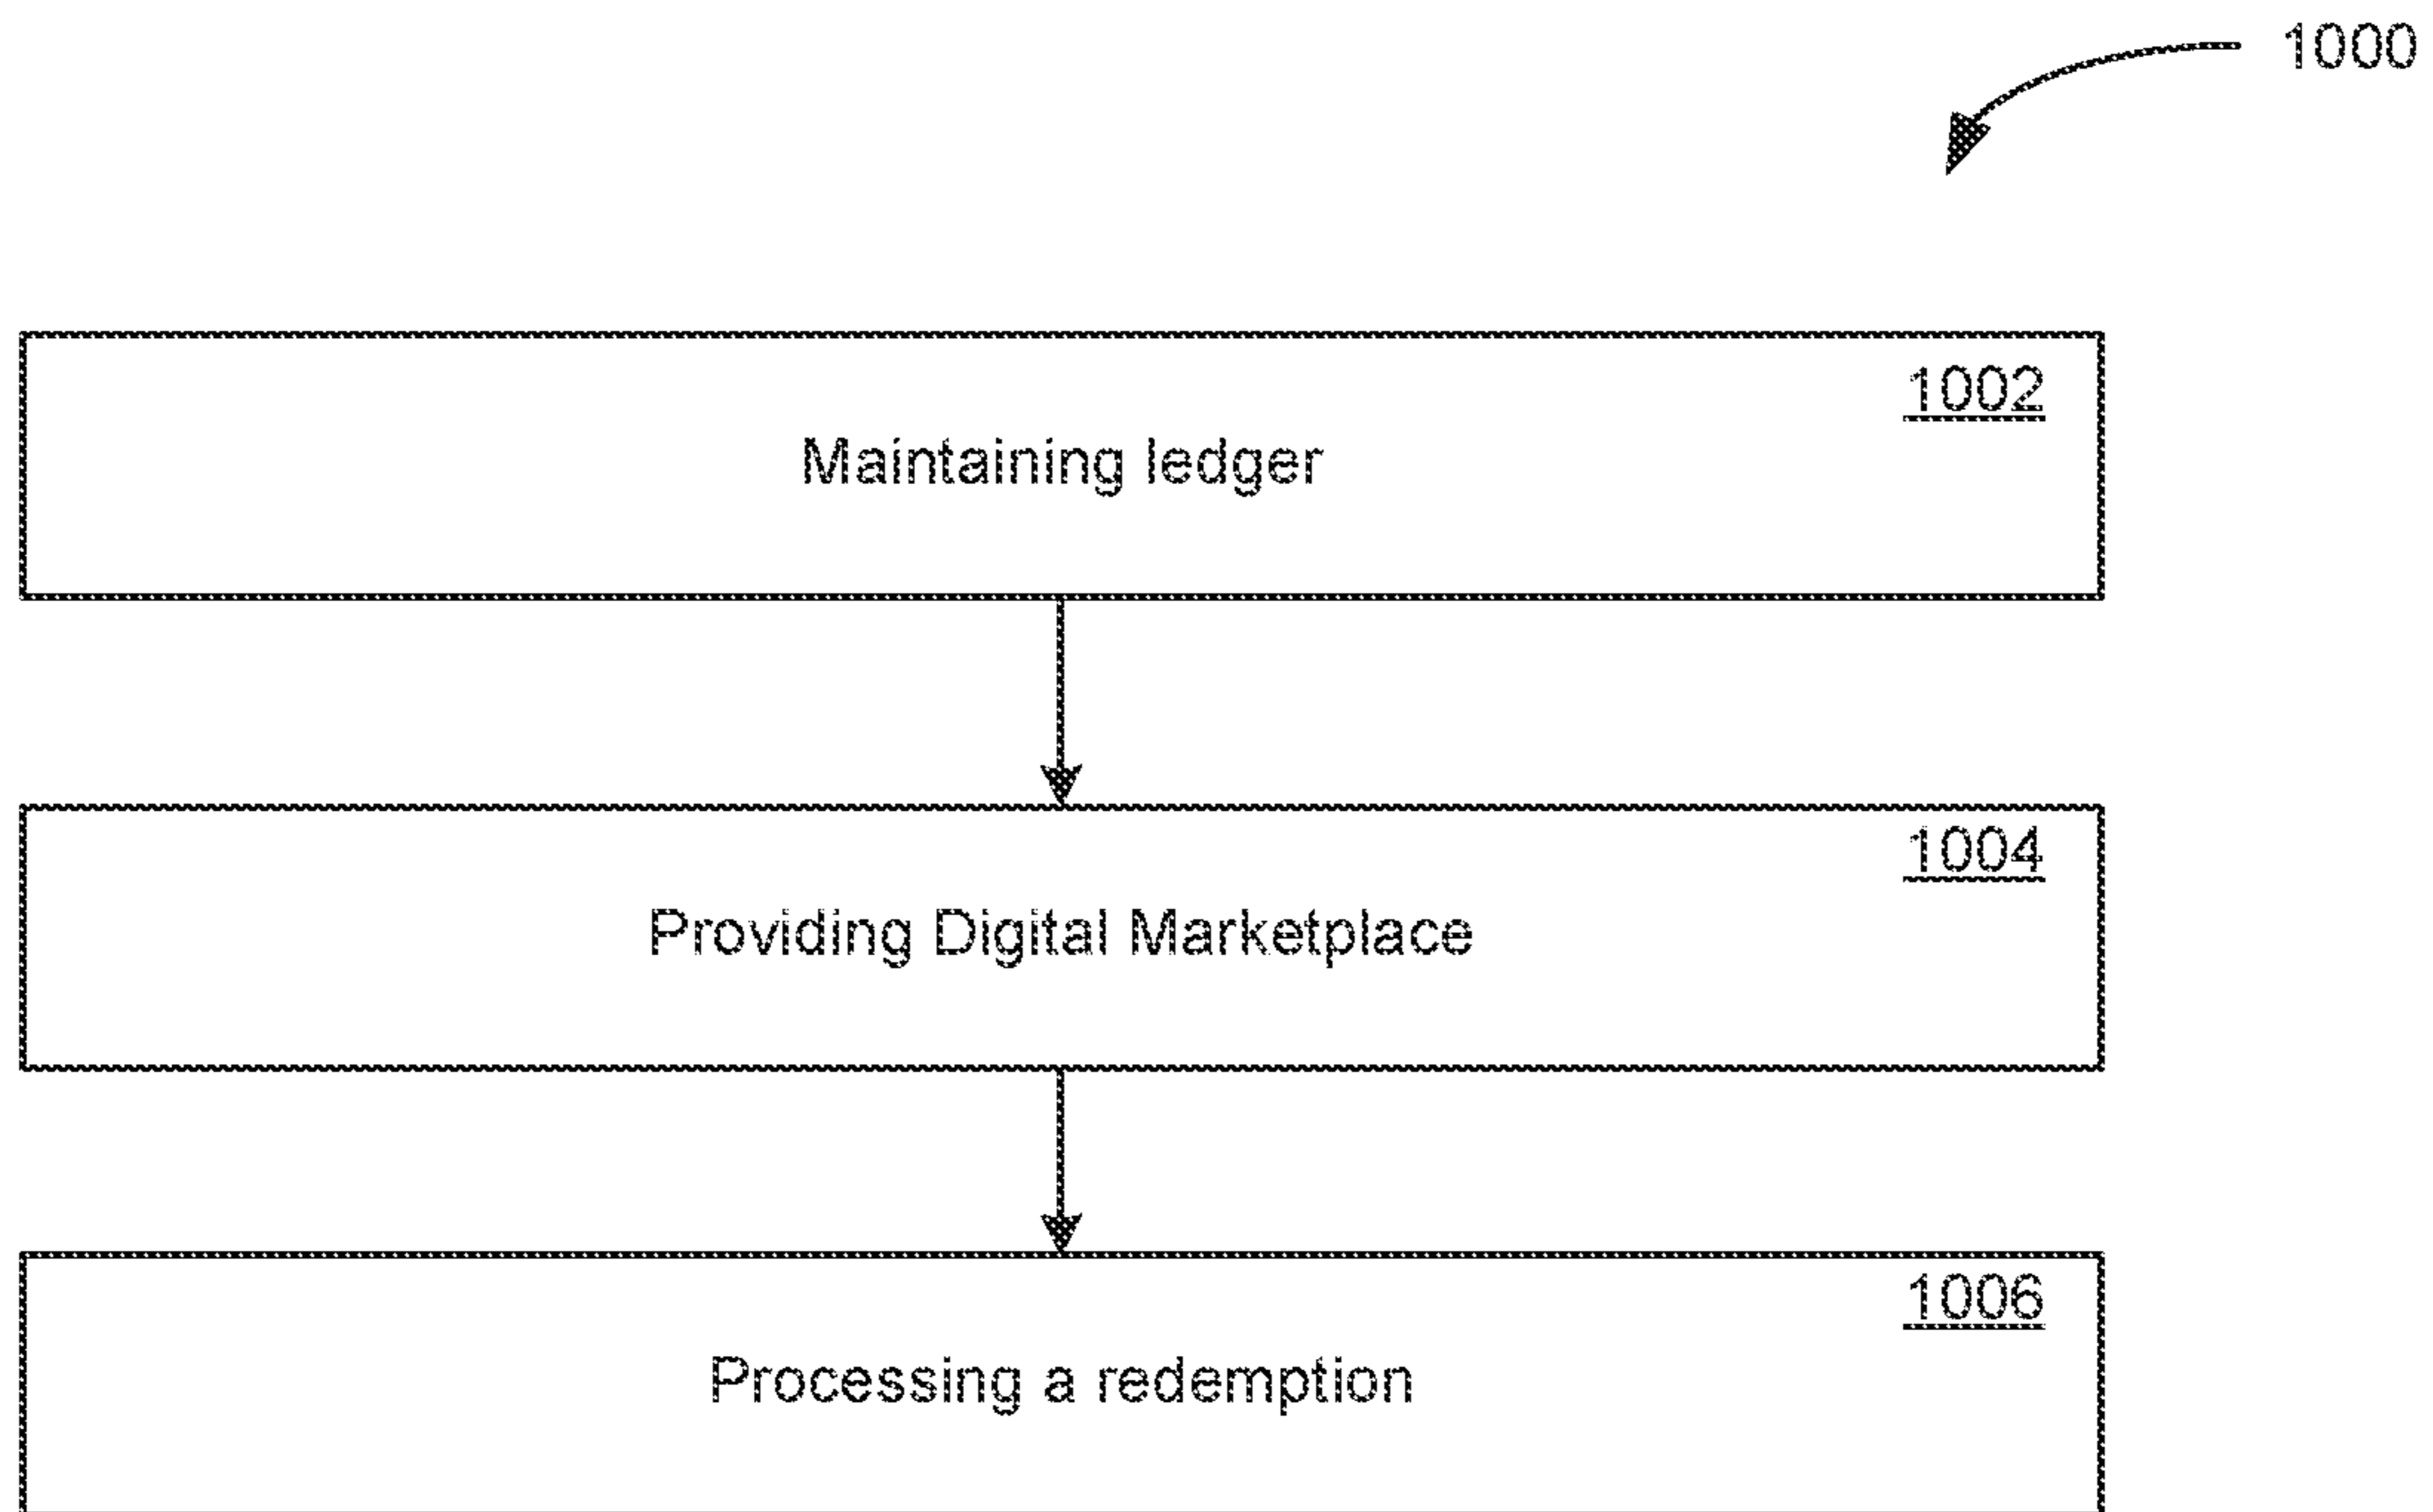 1000
1002
Maintaining ledger
1004
Providing Digital Marketplace
1006
Processing a redemption